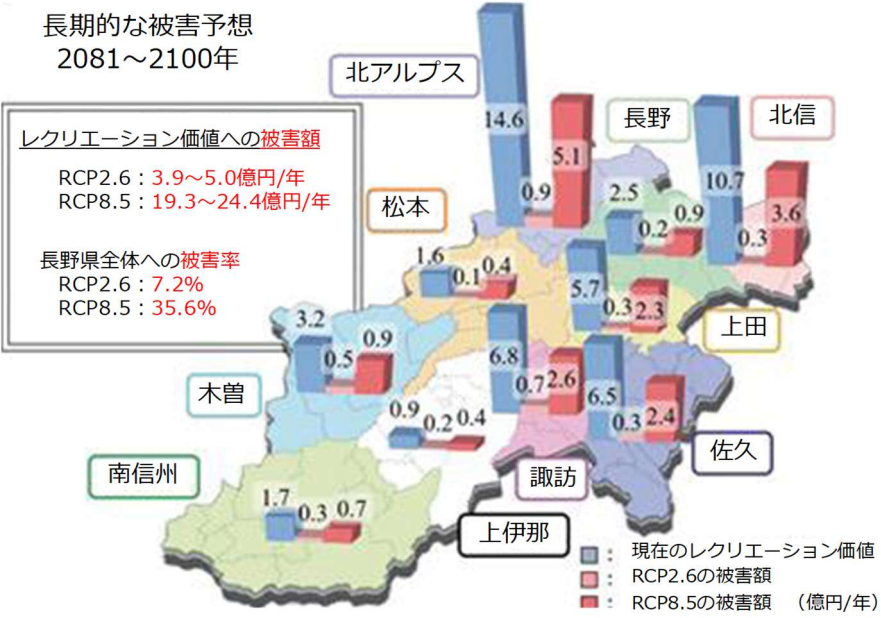 長期的な被害予想
2081～2100年
レクリエーション価値への被害額
RCP2.6：3.9～5.0億円/年
RCP8.5：19.3～24.4億円/年
長野県全体への被害率
RCP2.6：7.2%
RCP8.5：35.6%
北アルプス
14.6
0.9
5.1
長野
2.5
0.2
0.9
北信
10.7
0.3
3.6
松本
1.6
0.1
0.4
上田
5.7
0.3
2.3
木曽
3.2
0.5
0.9
諏訪
6.8
0.7
2.6
佐久
6.5
0.3
2.4
上伊那
0.9
0.2
0.4
南信州
1.7
0.3
0.7
：現在のレクリエーション価値
：RCP2.6の被害額
：RCP8.5の被害額　（億円/年）